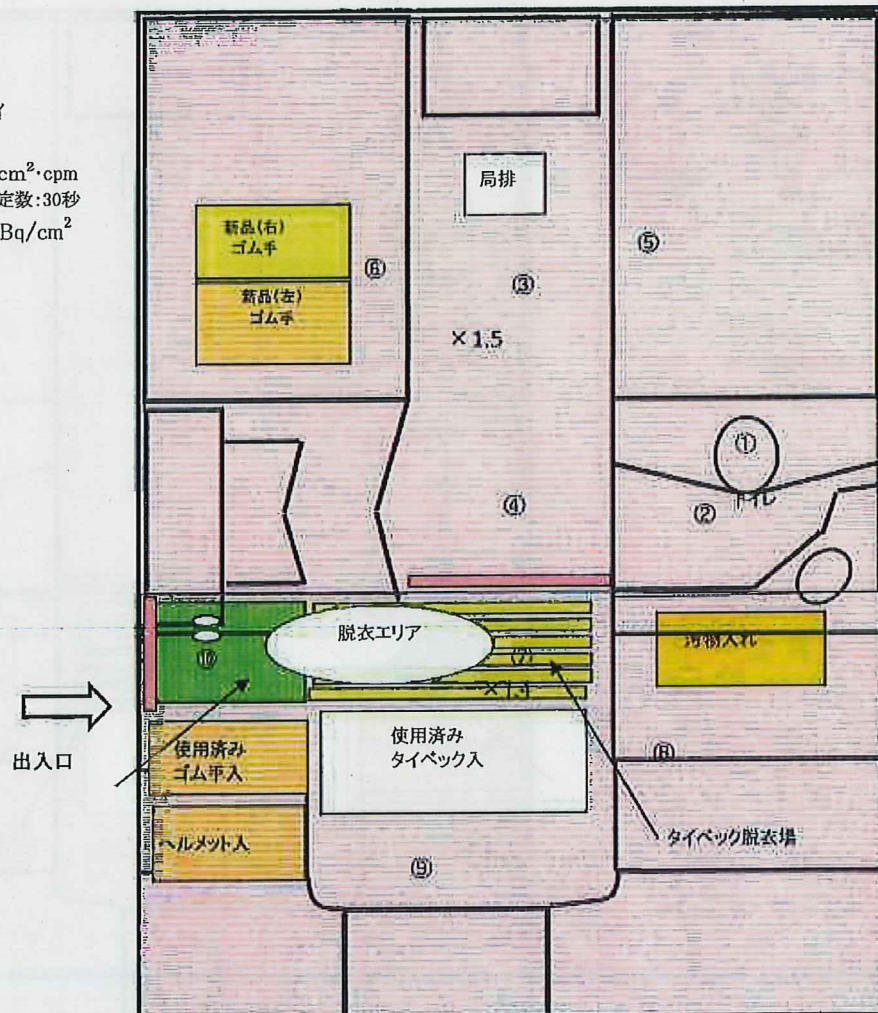 cm²・cpm
定数:30秒
Bq/cm²
局排
新品(右)
ゴム手
⑤
⑥
③
新品(左)
ゴム手
×1.5
①
④
②
トイレ
脱衣エリア
⑩
(7)
汚物入れ
出入口
使用済み
ゴム手入
使用済み
タイベック入
⑧
ヘルメット入
タイベック脱衣場
⑨